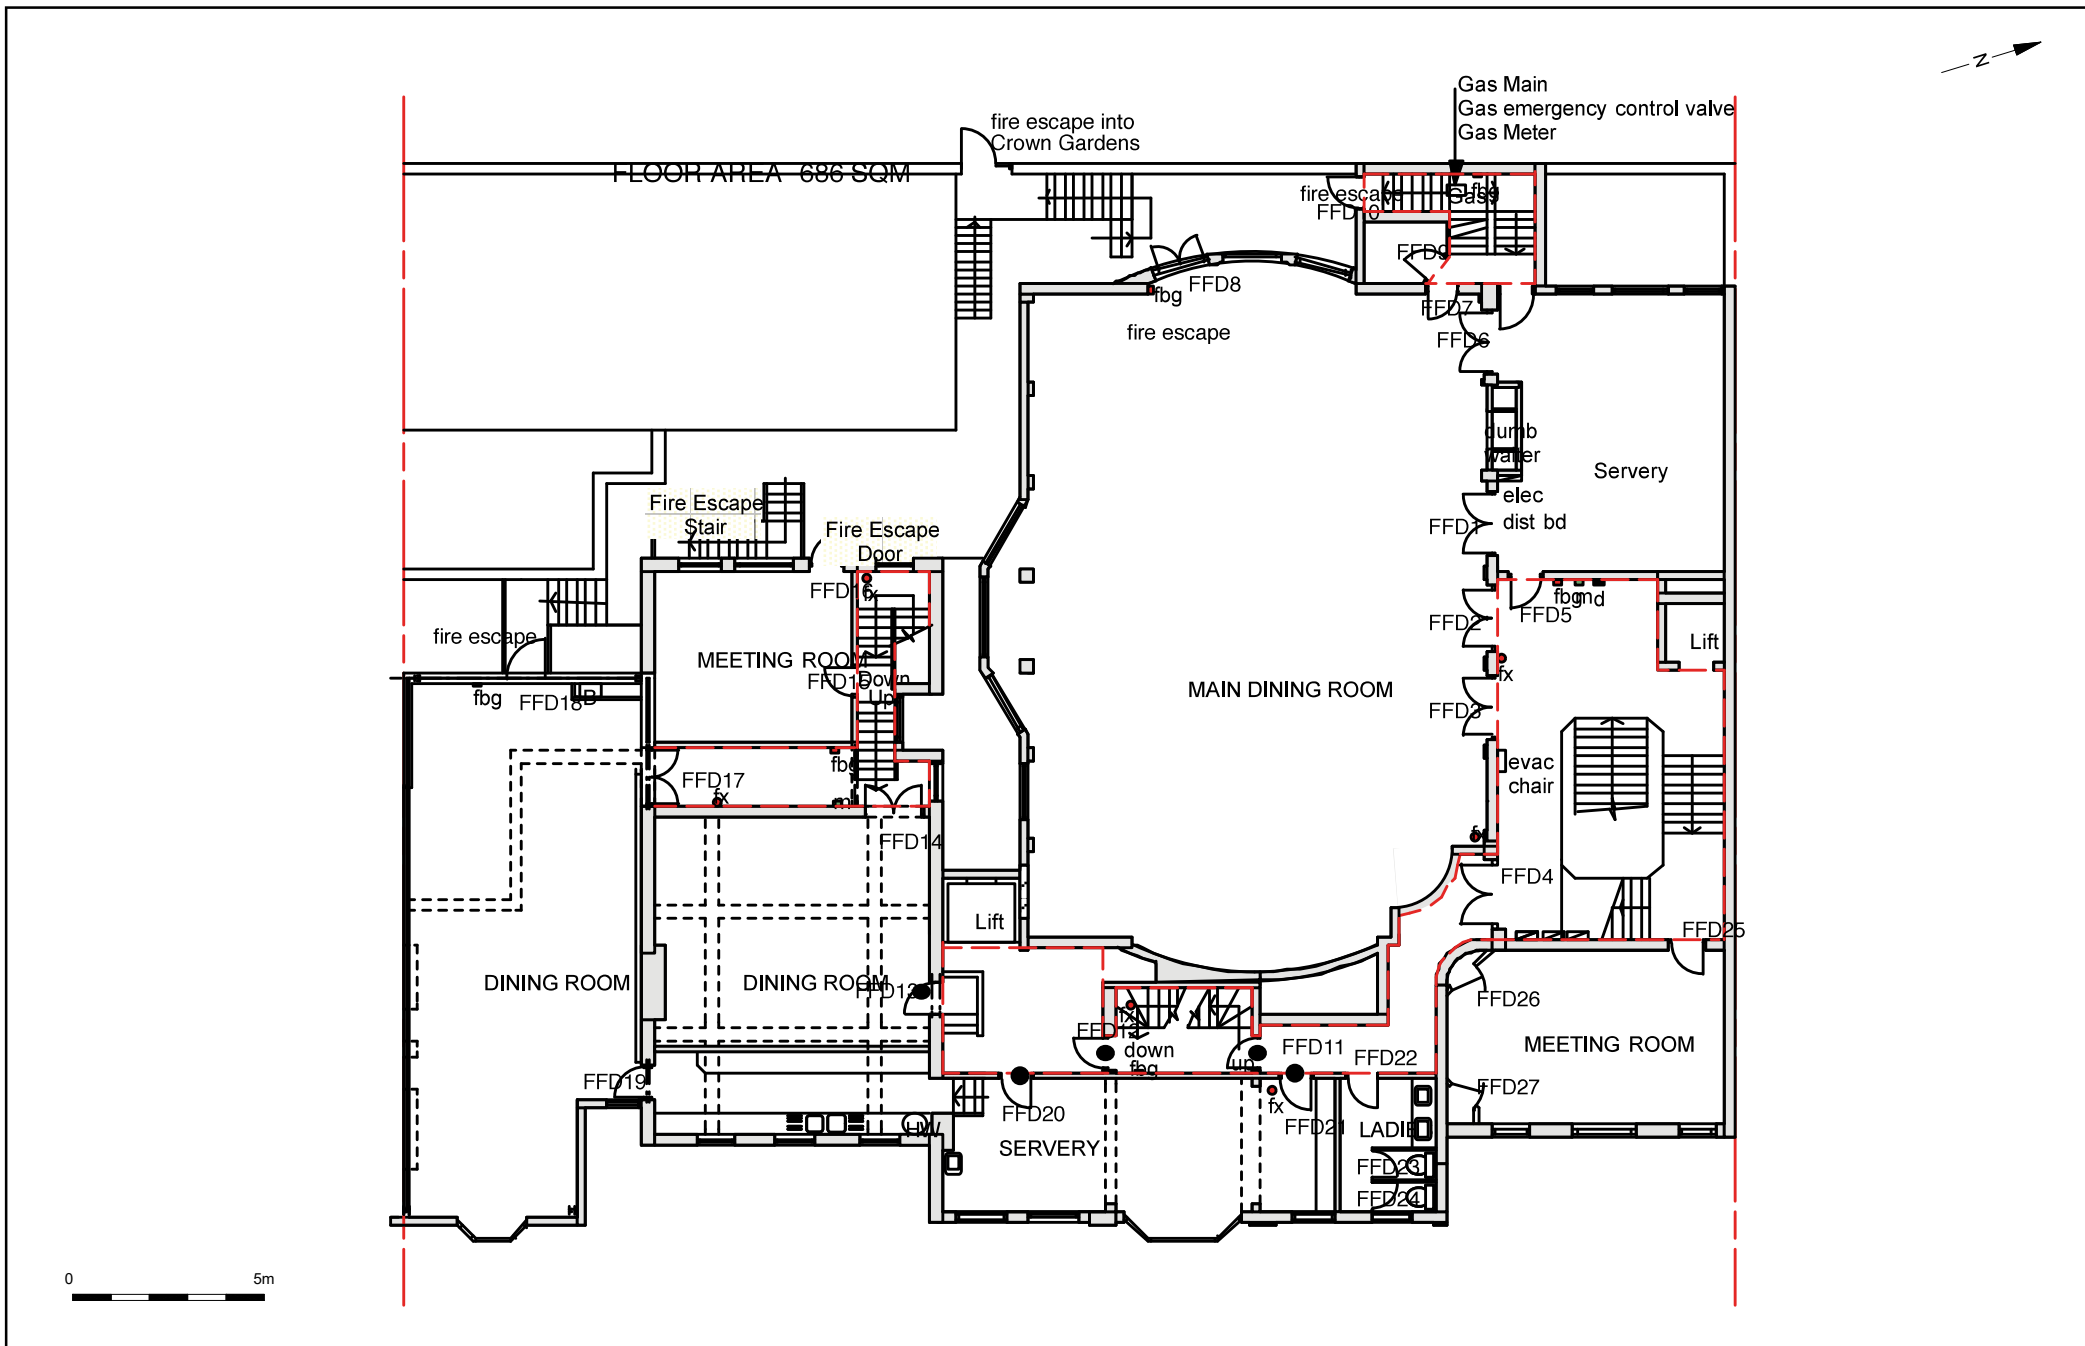 N
Gas Main
Gas emergency control valve
Gas Meter
fire escape into
Crown Gardens
FLOOR AREA 686 SQM
fire escape
fbg
Gas
FFD10
FFD9
FFD8
fbg
FFD7
fire escape
FFD6
dumb
waiter
Servery
elec
dist bd
FFD1
Fire Escape
Stair
Fire Escape
Door
FFD16
fx
FFD5
fbg
md
FFD2
fire escape
Lift
MEETING ROOM
FFD15
Down
Up
fx
MAIN DINING ROOM
fbg
FFD18
B
FFD3
fbg
FFD17
fx
m
evac
chair
FFD14
fx
FFD4
Lift
FFD25
DINING ROOM
DINING ROOM
FFD13
FFD26
fx
FFD12
down
fbg
up
FFD11
FFD22
MEETING ROOM
FFD19
FFD27
fx
FFD20
FFD21
HW
SERVERY
LADIE
FFD23
FFD24
0
5m